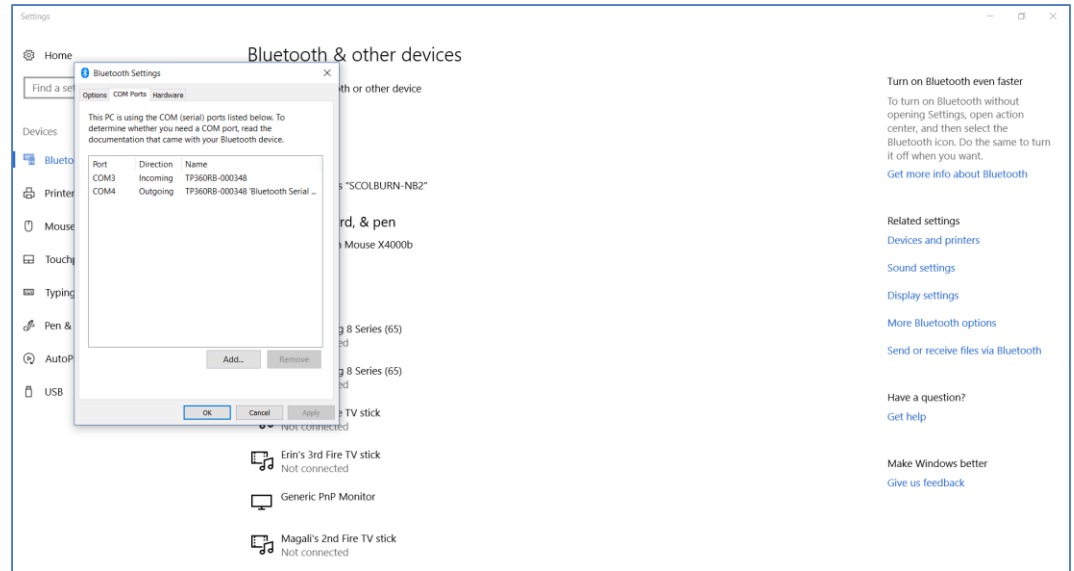 Settings
Home
Find a se
Devices
Blueto
Printer
Mouse
Touchp
Typing
Pen &
AutoP
USB
Bluetooth & other devices
th or other device
s "SCOLBURN-NB2"
rd, & pen
Mouse X4000b
g 8 Series (65)
ed
g 8 Series (65)
ed
e TV stick
Not connected
Erin's 3rd Fire TV stick
Not connected
Generic PnP Monitor
Magali's 2nd Fire TV stick
Not connected
Bluetooth Settings
Options COM Ports Hardware
This PC is using the COM (serial) ports listed below. To
determine whether you need a COM port, read the
documentation that came with your Bluetooth device.
Port Direction Name
COM3 Incoming TP360RB-000348
COM4 Outgoing TP360RB-000348 'Bluetooth Serial ...
Add... Remove
OK Cancel Apply
Turn on Bluetooth even faster
To turn on Bluetooth without
opening Settings, open action
center, and then select the
Bluetooth icon. Do the same to turn
it off when you want.
Get more info about Bluetooth
Related settings
Devices and printers
Sound settings
Display settings
More Bluetooth options
Send or receive files via Bluetooth
Have a question?
Get help
Make Windows better
Give us feedback